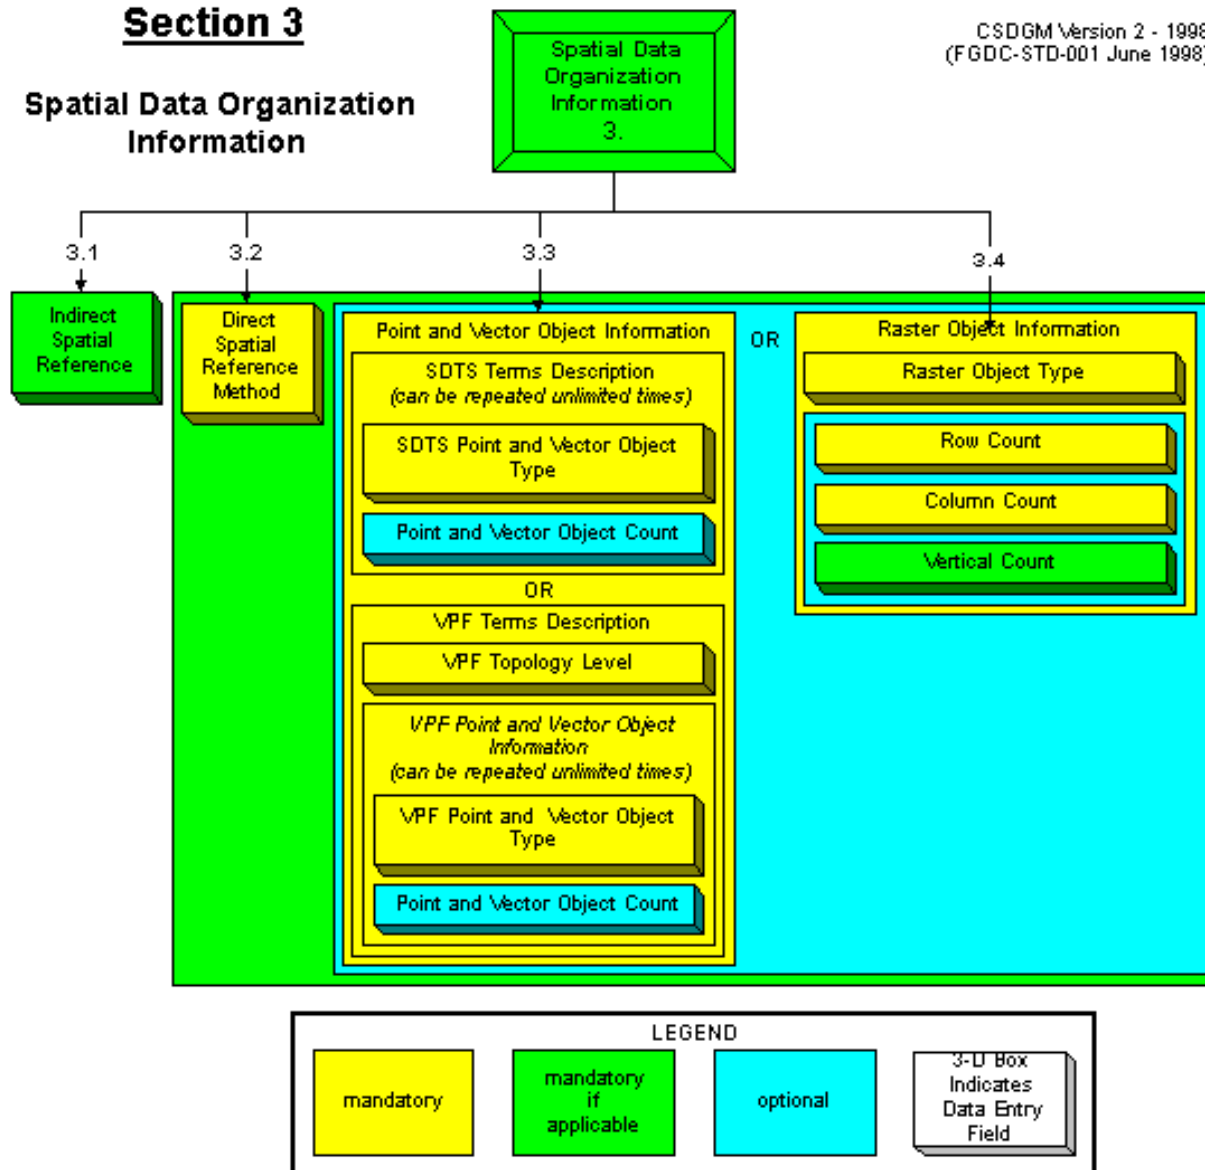 Section 3
Spatial Data Organization
Information
Spatial Data
Organization
Information
3.
CSDGM Version 2 - 1998
(FGDC-STD-001 June 1998)
3.1
3.2
3.3
3.4
Indirect
Spatial
Reference
Direct
Spatial
Reference
Method
Point and Vector Object Information
SDTS Terms Description
(can be repeated unlimited times)
SDTS Point and Vector Object
Type
Point and Vector Object Count
OR
VPF Terms Description
VPF Topology Level
VPF Point and Vector Object
Information
(can be repeated unlimited times)
VPF Point and Vector Object
Type
Point and Vector Object Count
OR
Raster Object Information
Raster Object Type
Row Count
Column Count
Vertical Count
LEGEND
mandatory
mandatory
if
applicable
optional
3-D Box
Indicates
Data Entry
Field